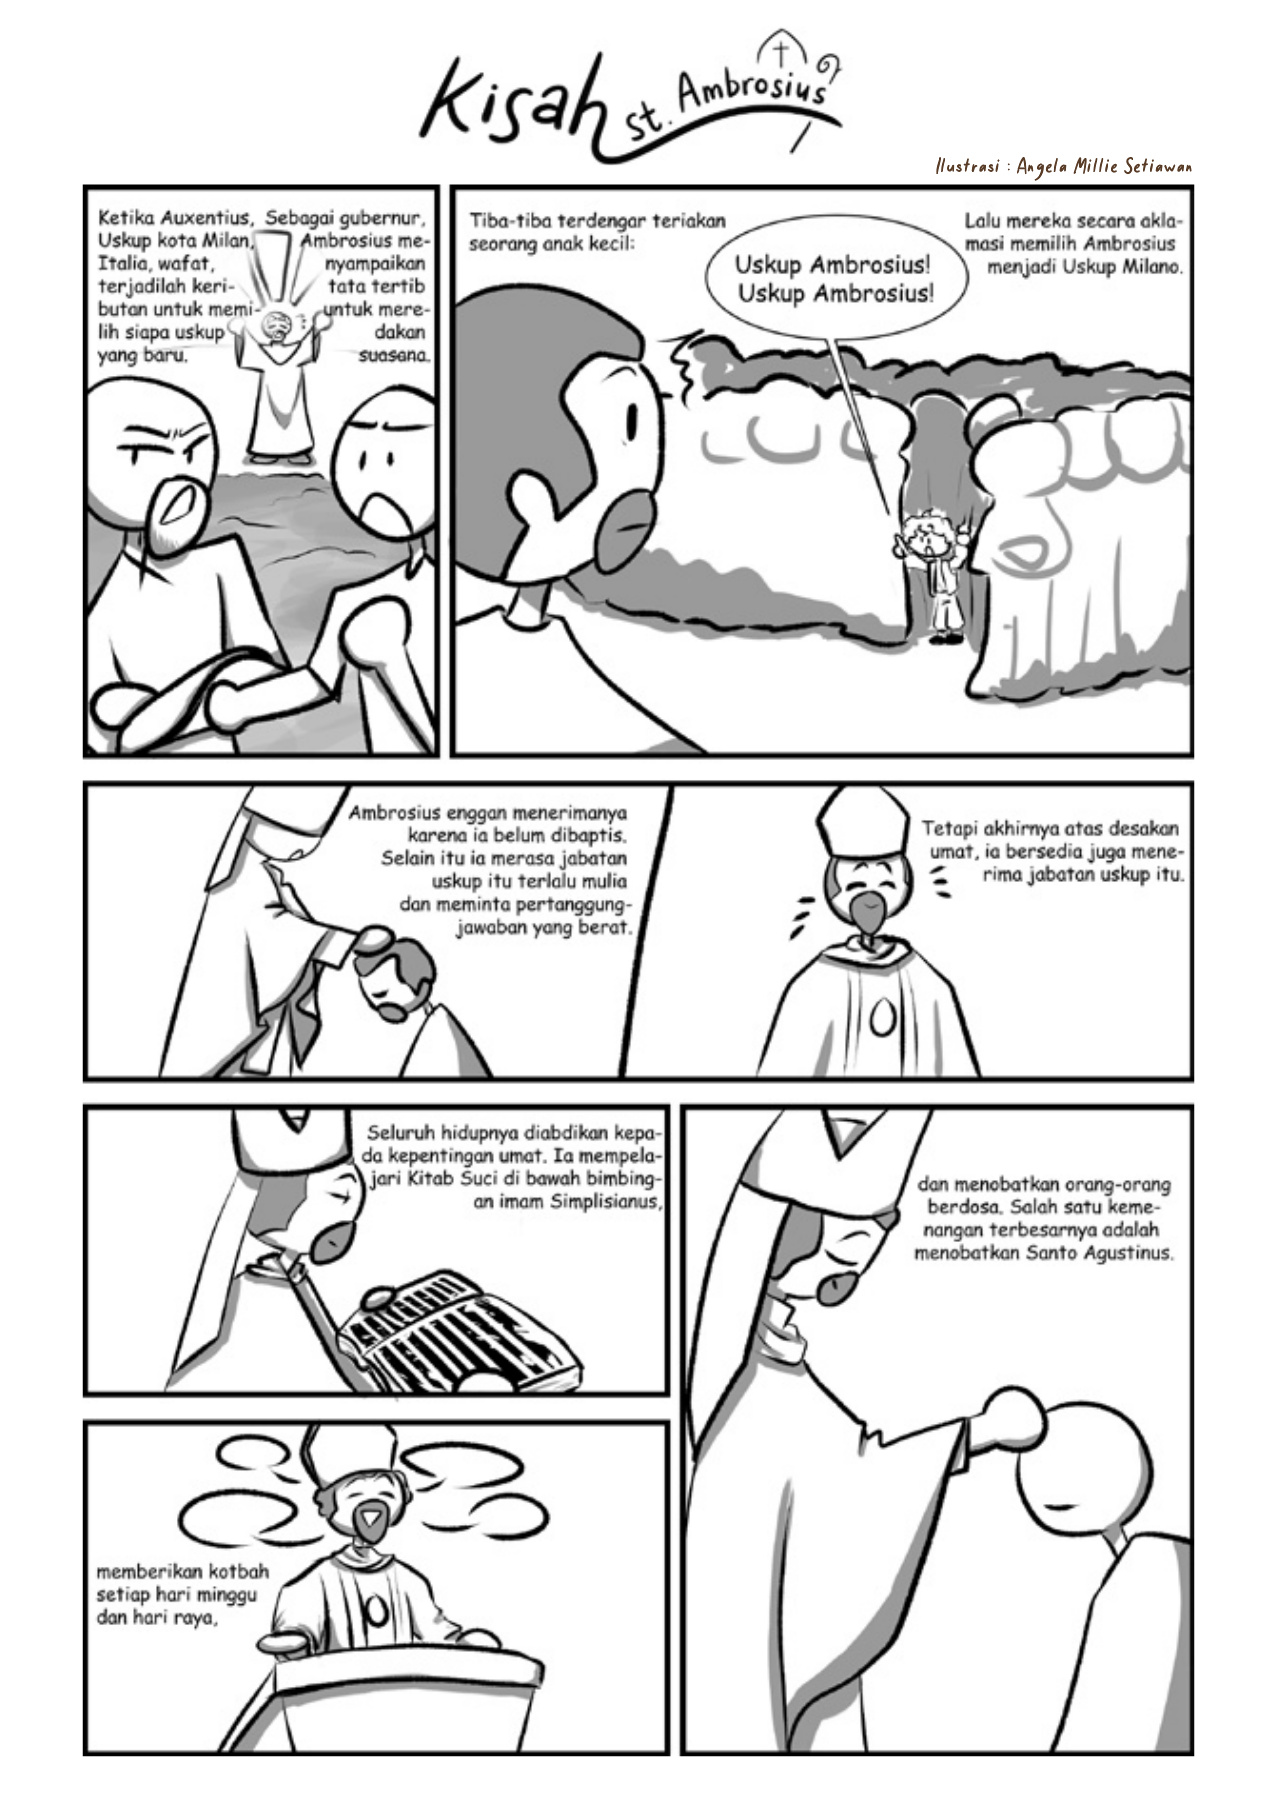 Kisah st. Ambrosius
Ilustrasi : Angela Millie Setiawan
Ketika Auxentius,
Uskup kota Milan,
Italia, wafat,
terjadilah keri-
butan untuk memi-
lih siapa uskup
yang baru.
Sebagai gubernur,
Ambrosius me-
nyampaikan
tata tertib
untuk mere-
dakan
suasana.
Tiba-tiba terdengar teriakan
seorang anak kecil:
Uskup Ambrosius!
Uskup Ambrosius!
Lalu mereka secara akla-
masi memilih Ambrosius
menjadi Uskup Milano.
Ambrosius enggan menerimanya
karena ia belum dibaptis.
Selain itu ia merasa jabatan
uskup itu terlalu mulia
dan meminta pertanggung-
jawaban yang berat.
Tetapi akhirnya atas desakan
umat, ia bersedia juga mene-
rima jabatan uskup itu.
Seluruh hidupnya diabdikan kepa-
da kepentingan umat. Ia mempela-
jari Kitab Suci di bawah bimbing-
an imam Simplisianus,
memberikan kotbah
setiap hari minggu
dan hari raya,
dan menobatkan orang-orang
berdosa. Salah satu keme-
nangan terbesarnya adalah
menobatkan Santo Agustinus.